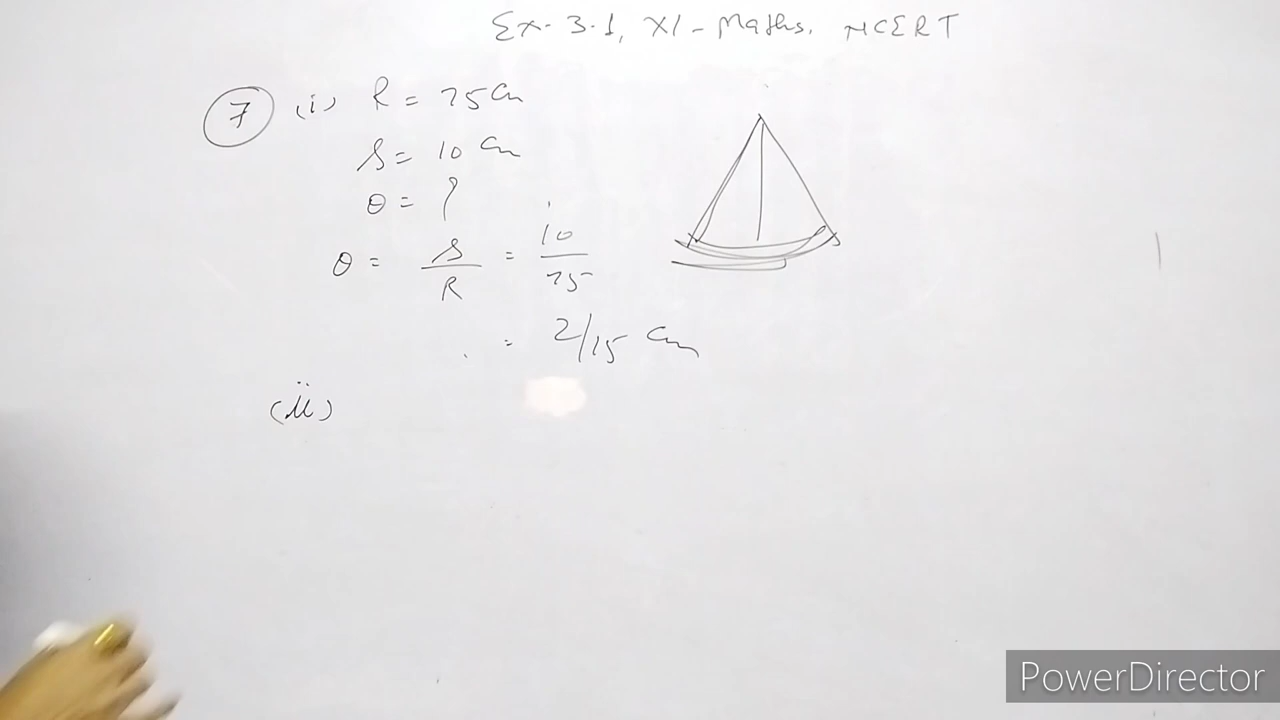 Ex. 3.1, XI - Maths. NCERT
7 (i) R = 75 Cm
S = 10 Cm
θ = ?
θ = S/R = 10/75
= 2/15 Cm
(ii)
PowerDirector